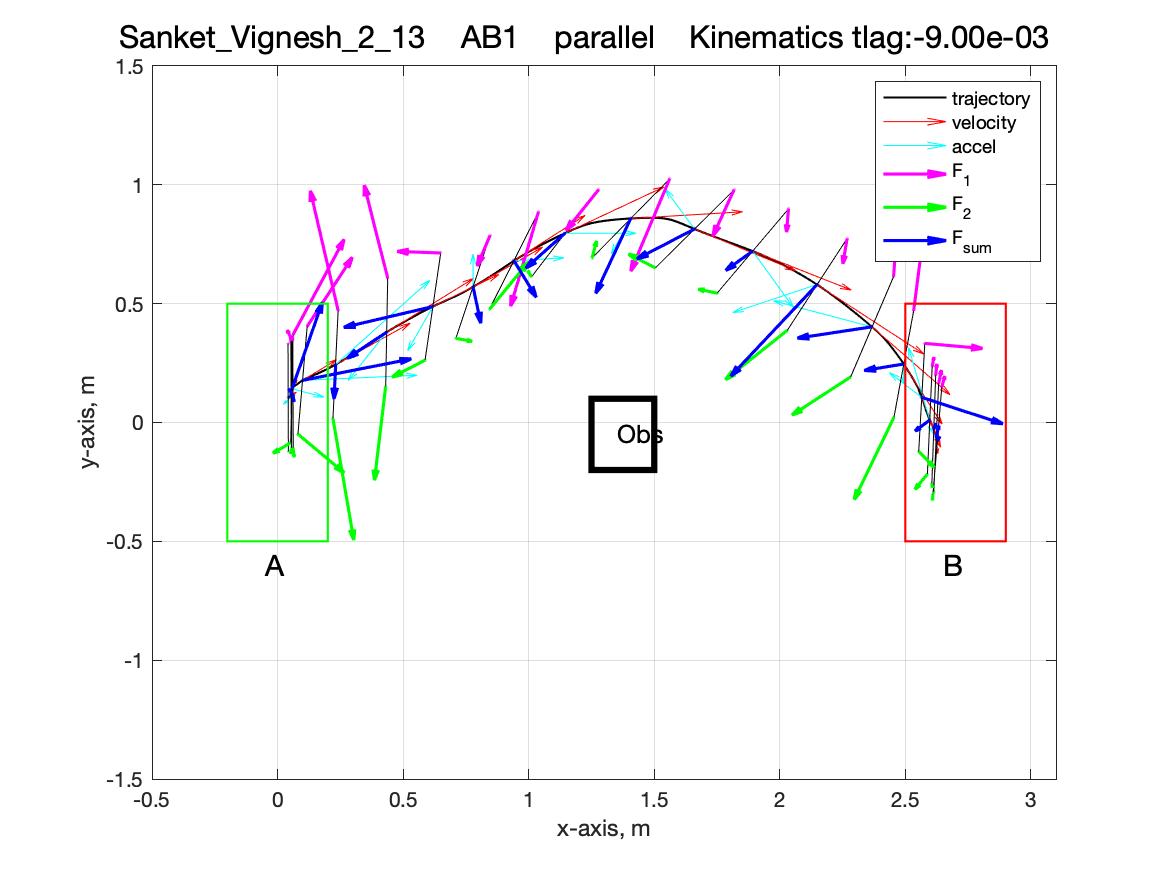 Sanket_Vignesh_2_13 AB1 parallel Kinematics tlag:-9.00e-03
1.5
1
0.5
0
-0.5
-1
-1.5
y-axis, m
trajectory
velocity
accel
F1
F2
Fsum
Obs
A
B
-0.5 0 0.5 1 1.5 2 2.5 3
x-axis, m